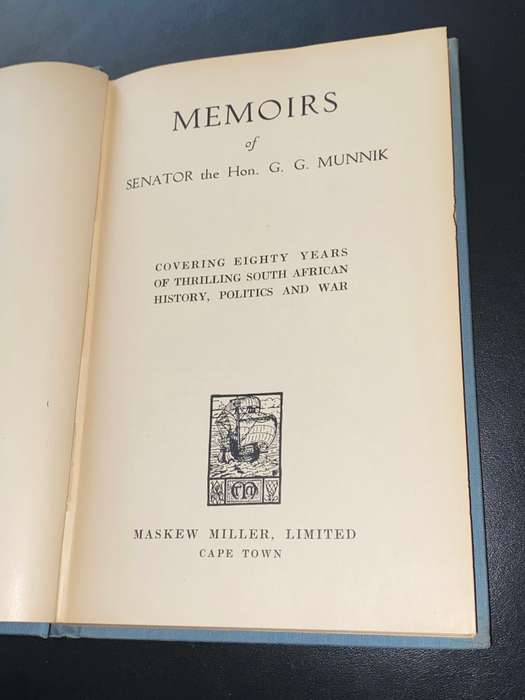 MEMOIRS
of
SENATOR the Hon. G. G. MUNNIK
COVERING EIGHTY YEARS
OF THRILLING SOUTH AFRICAN
HISTORY, POLITICS AND WAR
MASKEW MILLER, LIMITED
CAPE TOWN